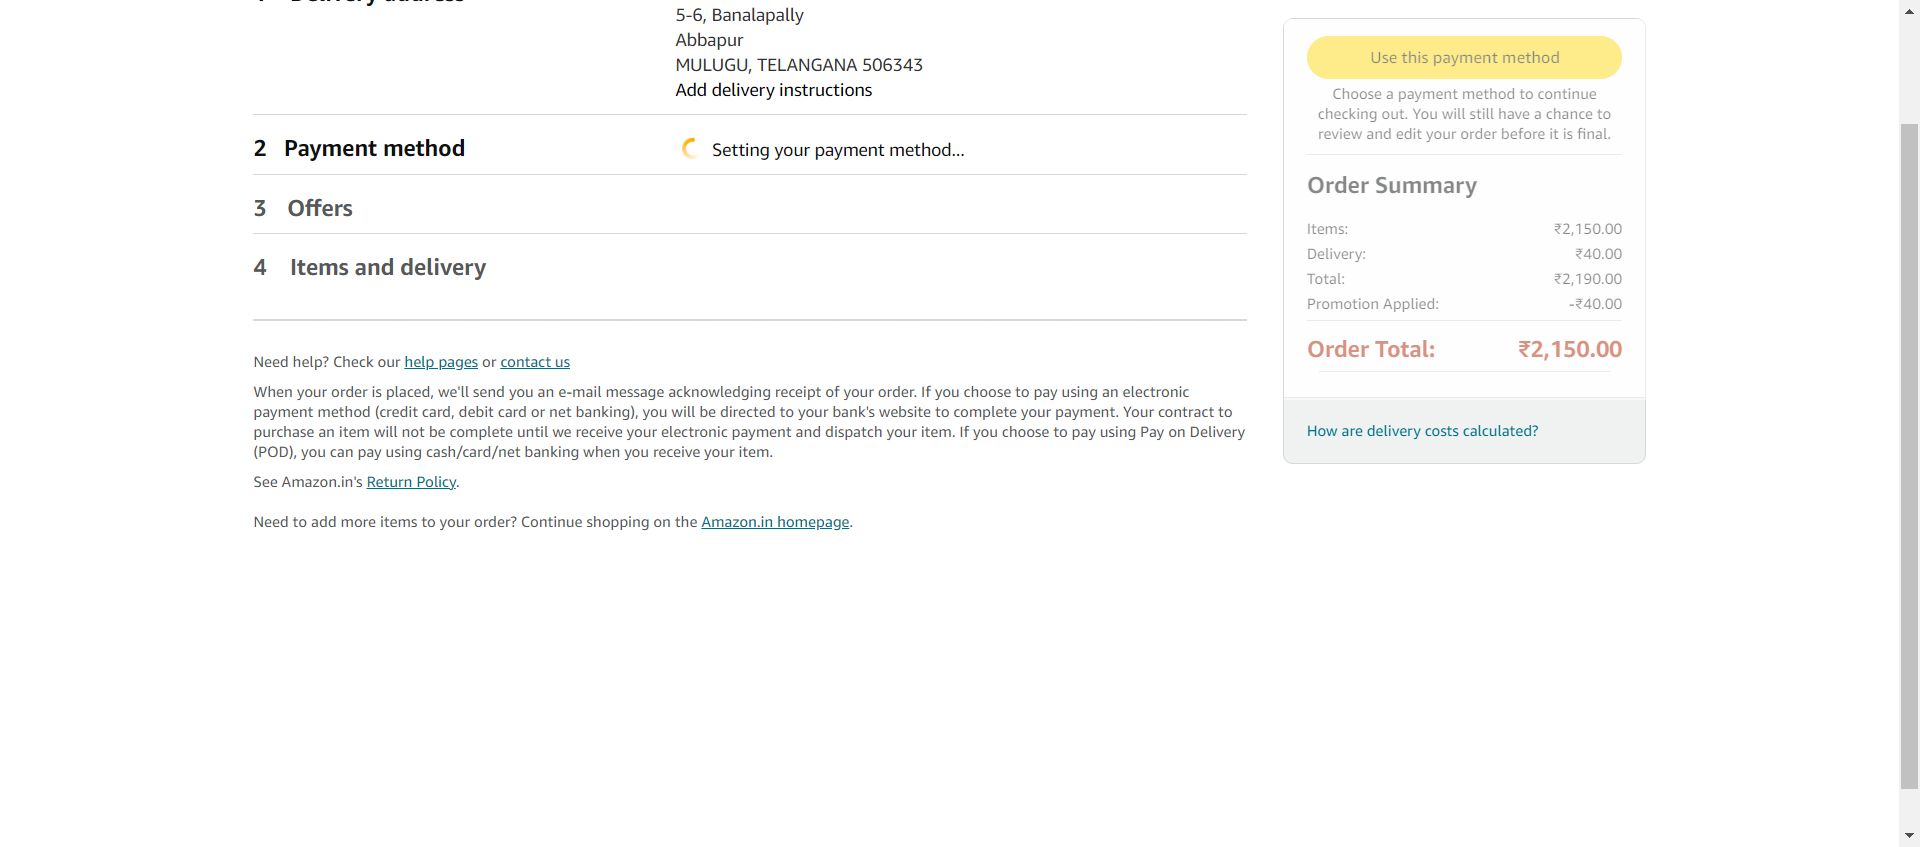 5-6, Banalapally
Abbapur
MULUGU, TELANGANA 506343
Add delivery instructions
2 Payment method
Setting your payment method...
3 Offers
4 Items and delivery
Need help? Check our help pages or contact us
When your order is placed, we'll send you an e-mail message acknowledging receipt of your order. If you choose to pay using an electronic
payment method (credit card, debit card or net banking), you will be directed to your bank's website to complete your payment. Your contract to
purchase an item will not be complete until we receive your electronic payment and dispatch your item. If you choose to pay using Pay on Delivery
(POD), you can pay using cash/card/net banking when you receive your item.
See Amazon.in's Return Policy.
Need to add more items to your order? Continue shopping on the Amazon.in homepage.
Use this payment method
Choose a payment method to continue
checking out. You will still have a chance to
review and edit your order before it is final.
Order Summary
Items: ₹2,150.00
Delivery: ₹40.00
Total: ₹2,190.00
Promotion Applied: -₹40.00
Order Total: ₹2,150.00
How are delivery costs calculated?